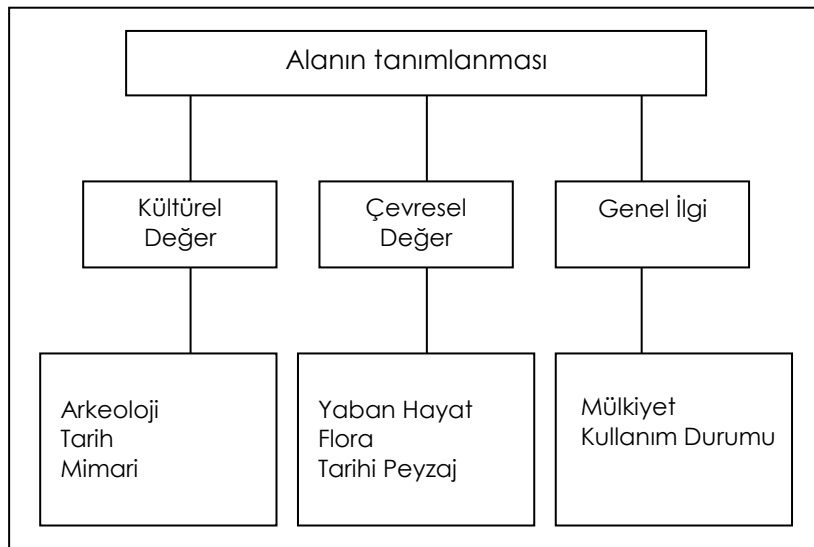 Alanın tanımlanması
Kültürel
Değer
Çevresel
Değer
Genel İlgi
Arkeoloji
Tarih
Mimari
Yaban Hayat
Flora
Tarihi Peyzaj
Mülkiyet
Kullanım Durumu